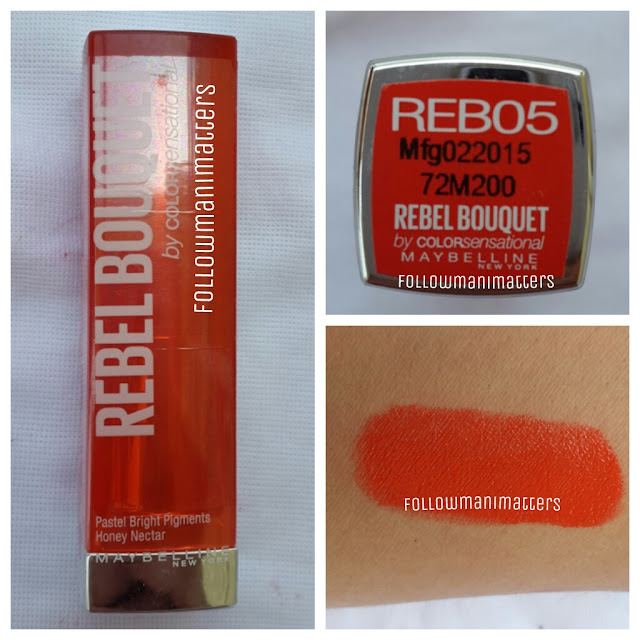 REBEL BOUQUET
by COLORsensational
Followmanimatters
Pastel Bright Pigments
Honey Nectar
MAYBELLINE
NEW YORK
REB05
Mfg022015
72M200
REBEL BOUQUET
by COLORsensational
MAYBELLINE
NEW YORK
Followmanimatters
Followmanimatters